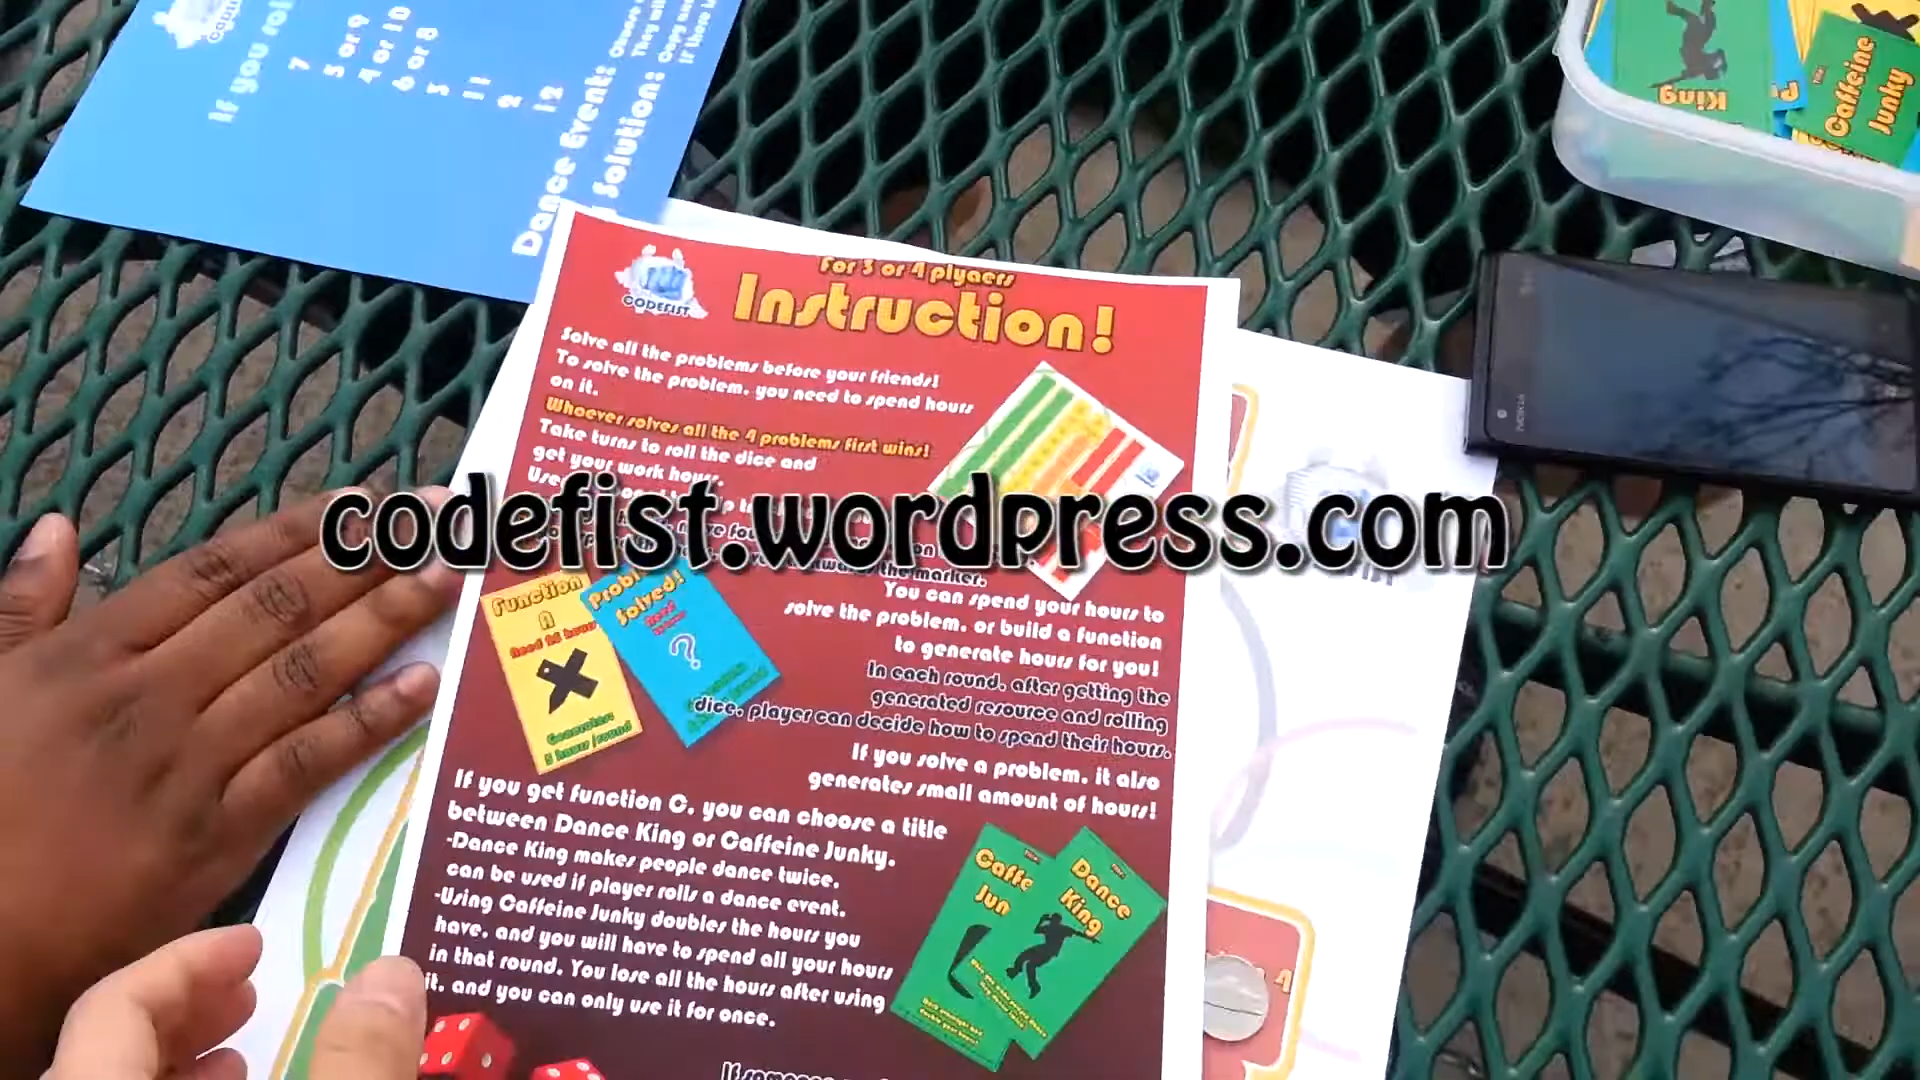 If you rol
7
5 or 9
4 or 10
6 or 8
3
11
2
12
Dance Event:
Solution:
King
The
Caffeine
Junky
NOKIA
CODEFIST
For 3 or 4 plyaers
Instruction!
Solve all the problems before your friends!
To solve the problem, you need to spend hours
on it.
Whoever solves all the 4 problems first wins!
Take turns to roll the dice and
get your work hours.
codefist.wordpress.com
the marker.
You can spend your hours to
solve the problem, or build a function
to generate hours for you!
In each round, after getting the
generated resource and rolling
dice, player can decide how to spend their hours.
If you solve a problem, it also
generates small amount of hours!
Function
A
Generates:
hours/round
Solved!
?
If you get function C, you can choose a title
between Dance King or Caffeine Junky.
-Dance King makes people dance twice,
can be used if player rolls a dance event.
-Using Caffeine Junky doubles the hours you
have, and you will have to spend all your hours
in that round. You lose all the hours after using
it, and you can only use it for once.
Caffe
Jun
Dance
King
4